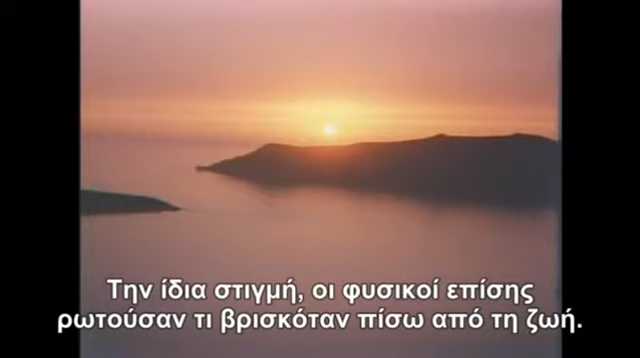 Την ίδια στιγμή, οι φυσικοί επίσης
ρωτούσαν τι βρισκόταν πίσω από τη ζωή.